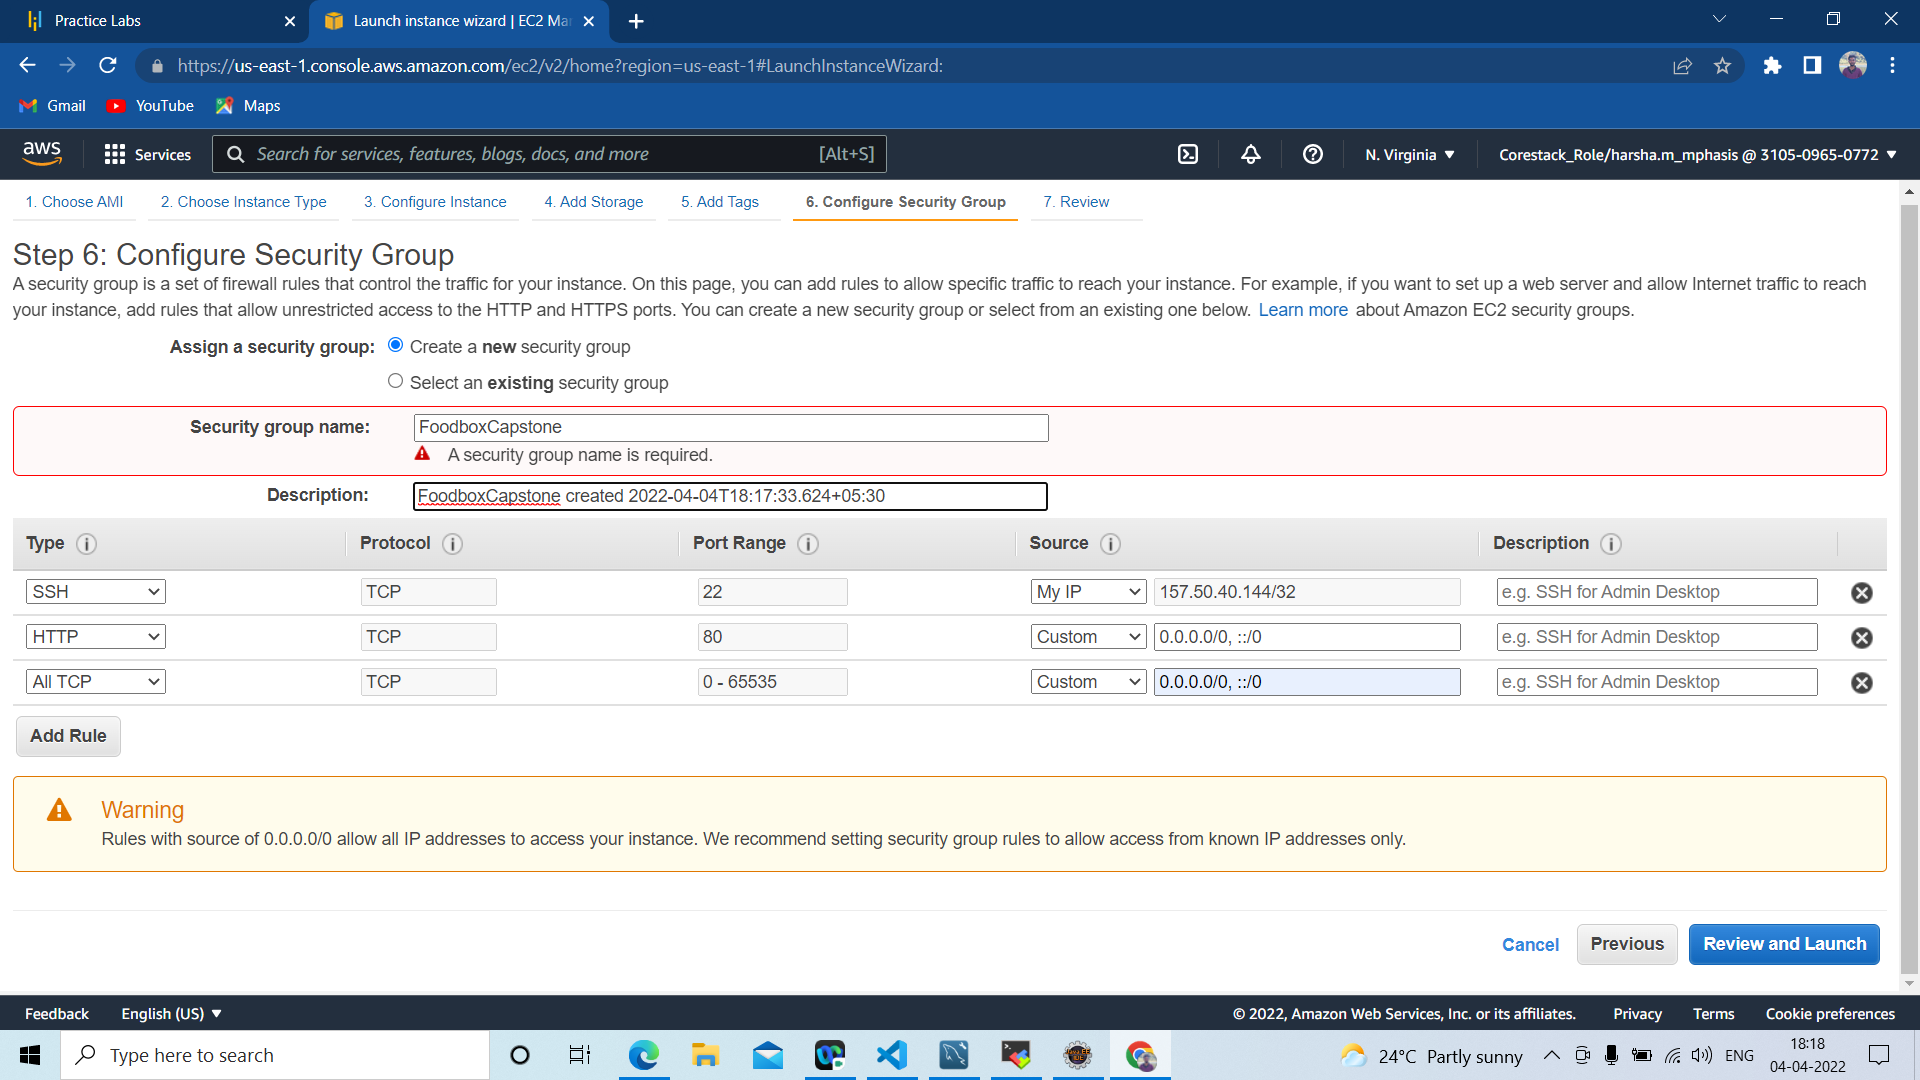 Practice Labs
Launch instance wizard | EC2 Mar
https://us-east-1.console.aws.amazon.com/ec2/v2/home?region=us-east-1#LaunchInstanceWizard:
Gmail YouTube Maps
aws Services Search for services, features, blogs, docs, and more [Alt+S] N. Virginia Corestack_Role/harsha.m_mphasis @ 3105-0965-0772
1. Choose AMI 2. Choose Instance Type 3. Configure Instance 4. Add Storage 5. Add Tags 6. Configure Security Group 7. Review
Step 6: Configure Security Group
A security group is a set of firewall rules that control the traffic for your instance. On this page, you can add rules to allow specific traffic to reach your instance. For example, if you want to set up a web server and allow Internet traffic to reach
your instance, add rules that allow unrestricted access to the HTTP and HTTPS ports. You can create a new security group or select from an existing one below. Learn more about Amazon EC2 security groups.
Assign a security group: Create a new security group
Select an existing security group
Security group name: FoodboxCapstone
A security group name is required.
Description: FoodboxCapstone created 2022-04-04T18:17:33.624+05:30
Type Protocol Port Range Source Description
SSH TCP 22 My IP 157.50.40.144/32 e.g. SSH for Admin Desktop
HTTP TCP 80 Custom 0.0.0.0/0, ::/0 e.g. SSH for Admin Desktop
All TCP TCP 0 - 65535 Custom 0.0.0.0/0, ::/0 e.g. SSH for Admin Desktop
Add Rule
Warning
Rules with source of 0.0.0.0/0 allow all IP addresses to access your instance. We recommend setting security group rules to allow access from known IP addresses only.
Cancel Previous Review and Launch
Feedback English (US) © 2022, Amazon Web Services, Inc. or its affiliates. Privacy Terms Cookie preferences
Type here to search 24°C Partly sunny ENG 18:18
04-04-2022